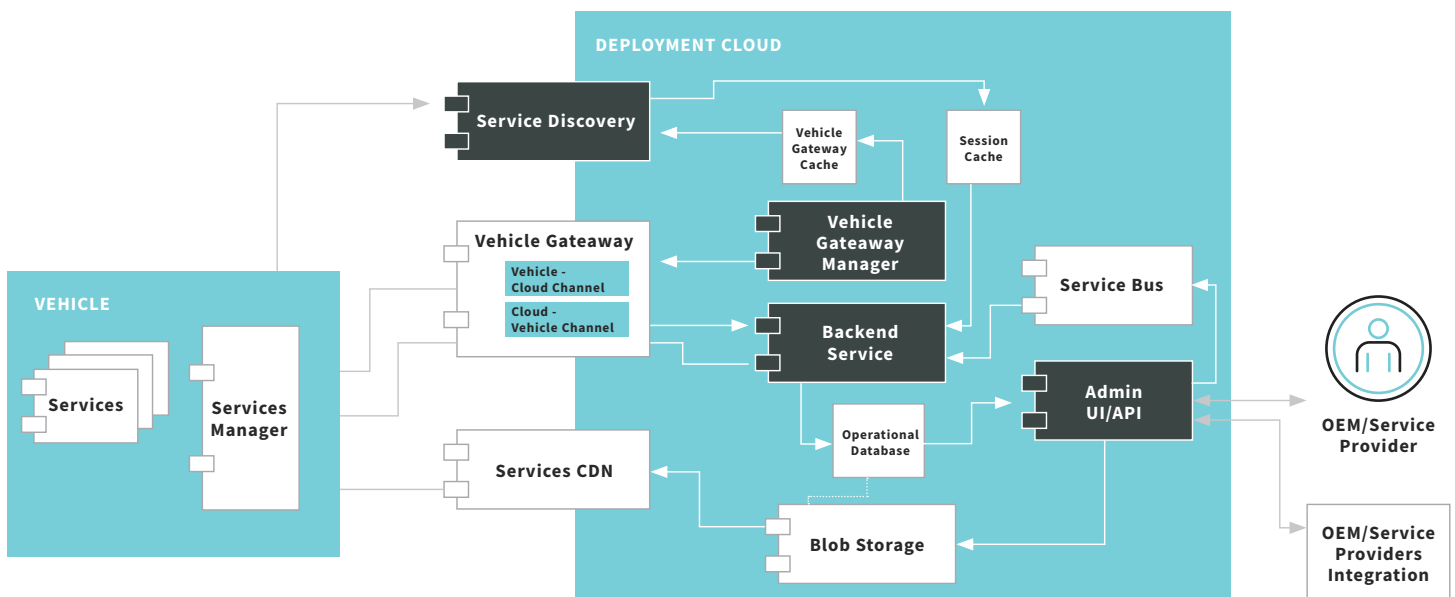 DEPLOYMENT CLOUD
Service Discovery
Vehicle
Gateway
Cache
Session
Cache
Vehicle
Gateaway
Manager
Vehicle Gateway
Vehicle -
Cloud Channel
Cloud -
Vehicle Channel
Service Bus
Backend
Service
VEHICLE
Services
Services
Manager
Admin
UI/API
OEM/Service
Provider
Operational
Database
Services CDN
Blob Storage
OEM/Service
Providers
Integration